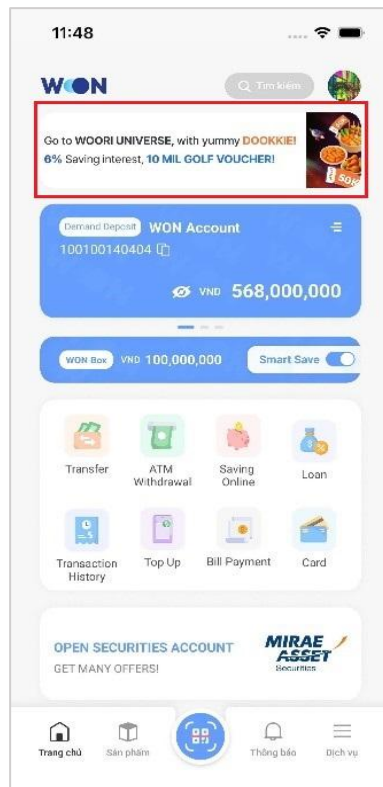 11:48
WON
Tìm kiếm
Go to WOORI UNIVERSE, with yummy DOOKKIE!
6% Saving interest, 10 MIL GOLF VOUCHER!
50K
Demand Deposit WON Account
100100140404
VND 568,000,000
WON Box VND 100,000,000 Smart Save
Transfer ATM Withdrawal Saving Online Loan
Transaction History Top Up Bill Payment Card
OPEN SECURITIES ACCOUNT
GET MANY OFFERS!
MIRAE ASSET
Securities
Trang chủ Sản phẩm Thông báo Dịch vụ